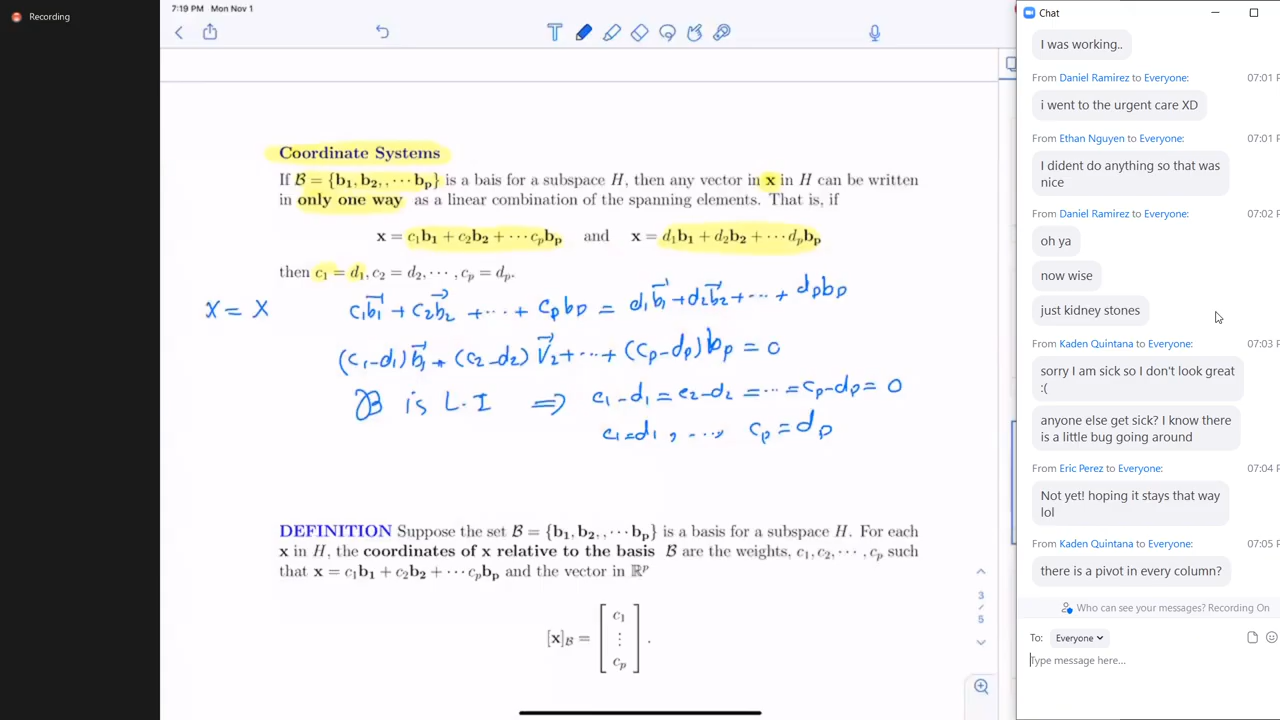 Recording
7:19 PM Mon Nov 1
Coordinate Systems
If B = {b1, b2, , ··· bp} is a bais for a subspace H, then any vector in x in H can be written
in only one way as a linear combination of the spanning elements. That is, if
x = c1b1 + c2b2 + ··· cpbp and x = d1b1 + d2b2 + ··· dpbp
then c1 = d1, c2 = d2, ··· , cp = dp.
x = x c1b1 + c2b2 + ··· + cpbp = d1b1 + d2b2 + ··· + dpbp
(c1-d1)b1 + (c2-d2) V2 + ··· + (cp-dp)bp = 0
B is L.I ⇒ c1-d1 = c2-d2 = ··· = cp-dp = 0
c1=d1, ···, cp = dp
DEFINITION Suppose the set B = {b1, b2, , ··· bp} is a basis for a subspace H. For each
x in H, the coordinates of x relative to the basis B are the weights, c1, c2, ··· , cp such
that x = c1b1 + c2b2 + ··· cpbp and the vector in ℝp
[x]B = [ c1 ⋮ cp ] .
3
/
5
Chat
I was working..
From Daniel Ramirez to Everyone: 07:01 P
i went to the urgent care XD
From Ethan Nguyen to Everyone: 07:01 P
I dident do anything so that was
nice
From Daniel Ramirez to Everyone: 07:02 P
oh ya
now wise
just kidney stones
From Kaden Quintana to Everyone: 07:03 P
sorry I am sick so I don't look great
:(
anyone else get sick? I know there
is a little bug going around
From Eric Perez to Everyone: 07:04 P
Not yet! hoping it stays that way
lol
From Kaden Quintana to Everyone: 07:05 P
there is a pivot in every column?
Who can see your messages? Recording On
To: Everyone
Type message here...